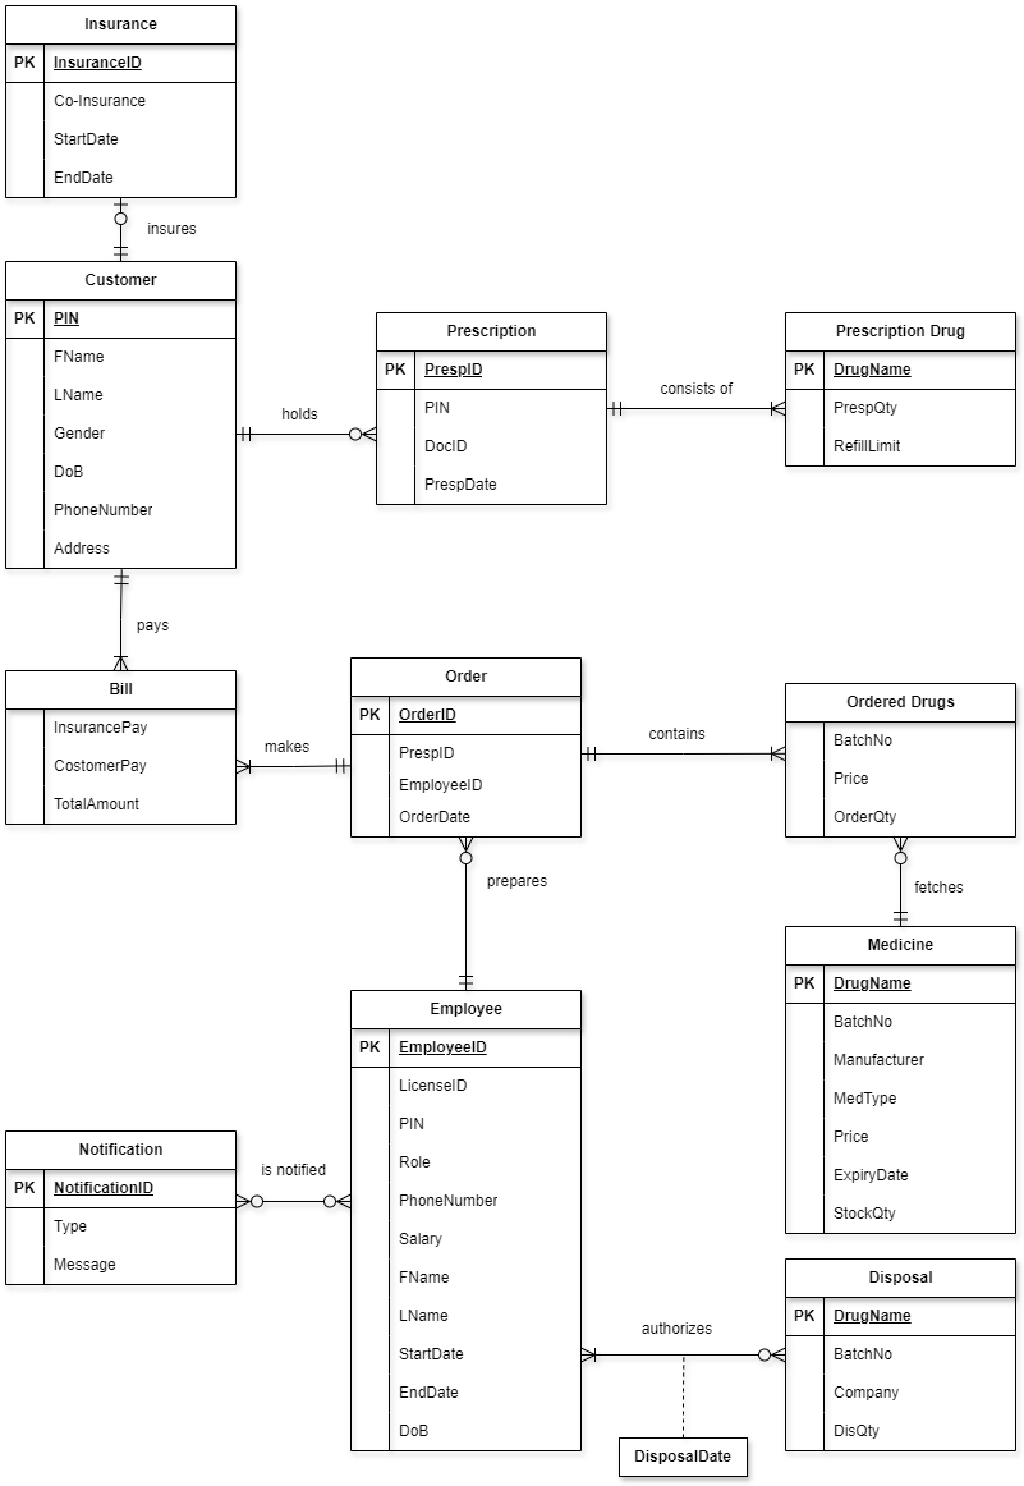 Insurance
PK InsuranceID
Co-Insurance
StartDate
EndDate
insures
Customer
PK PIN
FName
LName
Gender
DoB
PhoneNumber
Address
holds
Prescription
PK PrespID
PIN
DocID
PrespDate
consists of
Prescription Drug
PK DrugName
PrespQty
RefillLimit
pays
Bill
InsurancePay
CostomerPay
TotalAmount
makes
Order
PK OrderID
PrespID
EmployeeID
OrderDate
contains
Ordered Drugs
BatchNo
Price
OrderQty
prepares
fetches
Medicine
PK DrugName
BatchNo
Manufacturer
MedType
Price
ExpiryDate
StockQty
Employee
PK EmployeeID
LicenseID
PIN
Role
PhoneNumber
Salary
FName
LName
StartDate
EndDate
DoB
Notification
PK NotificationID
Type
Message
is notified
authorizes
Disposal
PK DrugName
BatchNo
Company
DisQty
DisposalDate